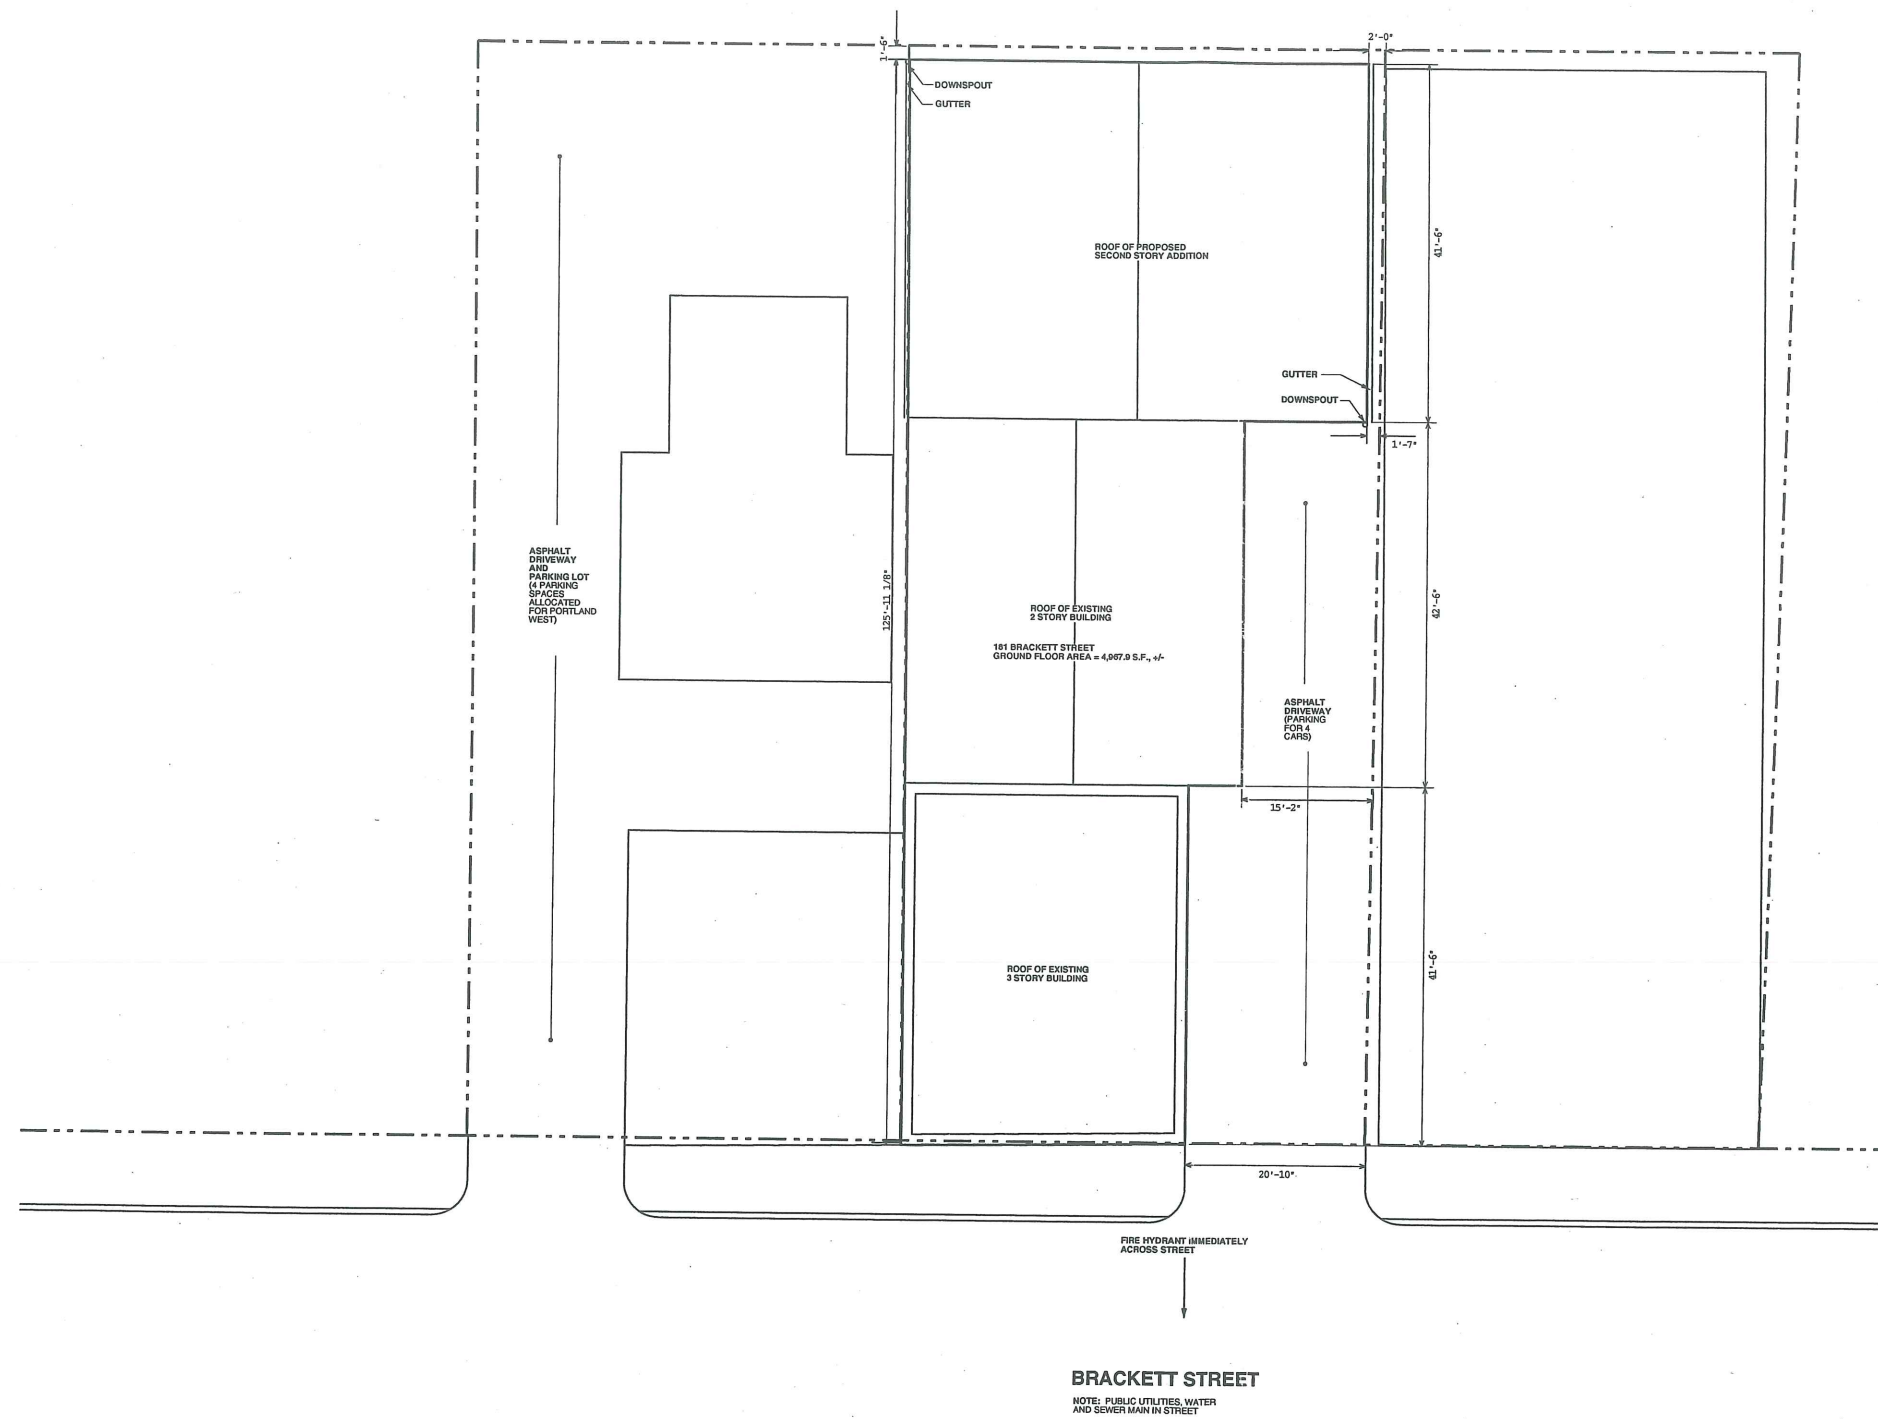 2'-0"
1'-6"
DOWNSPOUT
GUTTER
ROOF OF PROPOSED
SECOND STORY ADDITION
41'-6"
GUTTER
DOWNSPOUT
1'-7"
ASPHALT
DRIVEWAY
AND
PARKING LOT
(4 PARKING
SPACES
ALLOCATED
FOR PORTLAND
WEST)
125'-11 1/8"
ROOF OF EXISTING
2 STORY BUILDING
181 BRACKETT STREET
GROUND FLOOR AREA = 4,967.9 S.F., +/-
42'-6"
ASPHALT
DRIVEWAY
(PARKING
FOR 4
CARS)
15'-2"
ROOF OF EXISTING
3 STORY BUILDING
41'-6"
20'-10"
FIRE HYDRANT IMMEDIATELY
ACROSS STREET
BRACKETT STREET
NOTE: PUBLIC UTILITIES, WATER
AND SEWER MAIN IN STREET